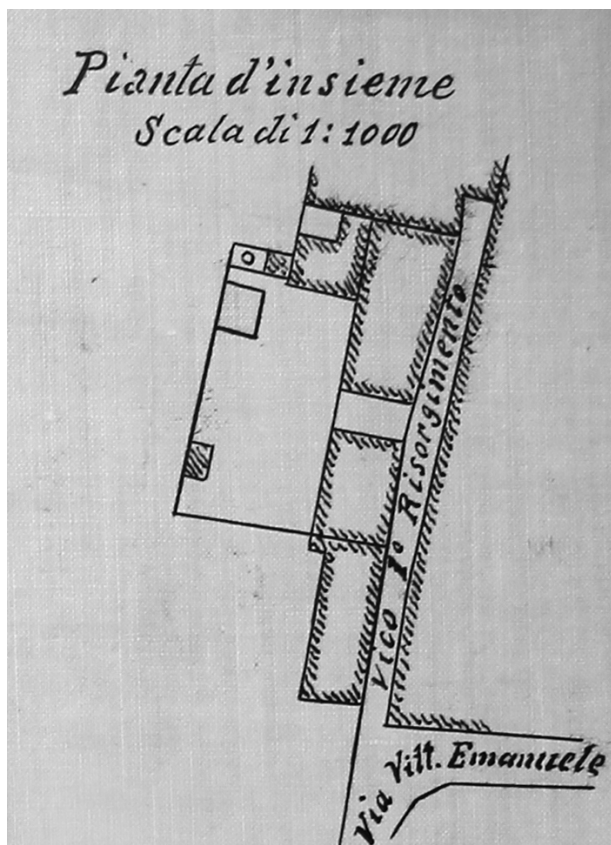 Pianta d'insieme
Scala di 1:1000
Vico 1º Risorgimento
Via Vitt. Emanuele